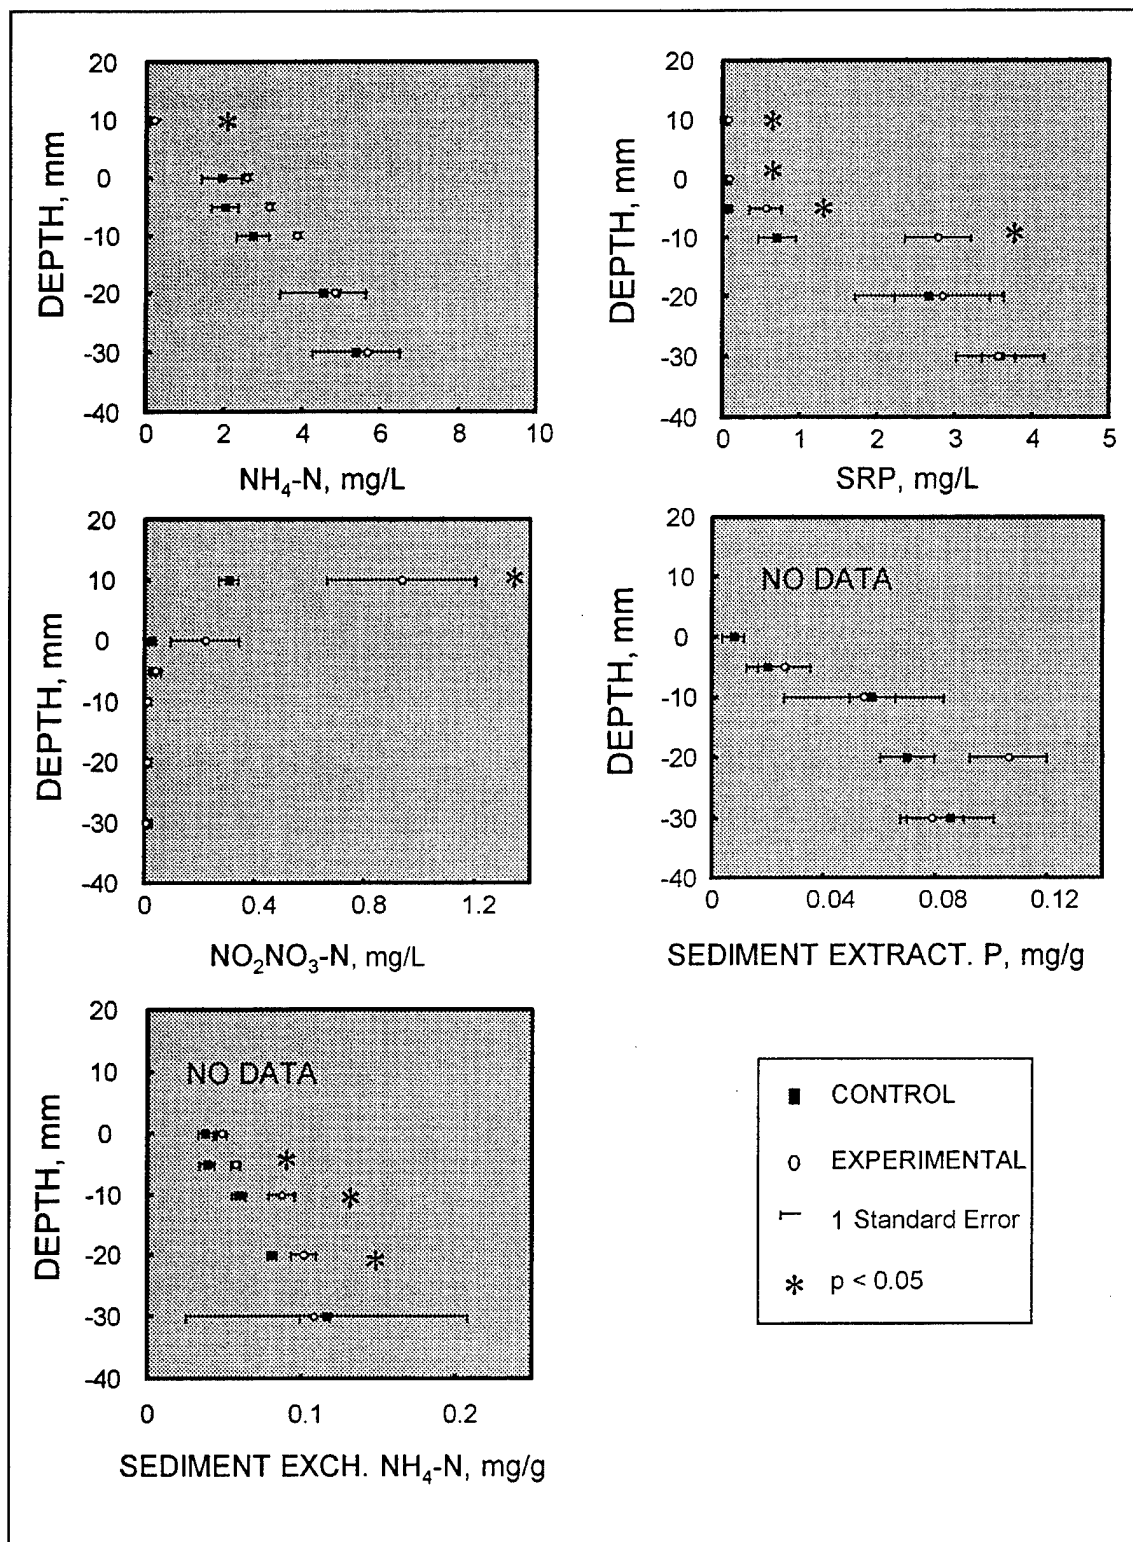 20
10
0
-10
-20
-30
-40
DEPTH, mm
*
0 2 4 6 8 10
NH₄-N, mg/L
20
10
0
-10
-20
-30
-40
DEPTH, mm
*
*
*
*
0 1 2 3 4 5
SRP, mg/L
20
10
0
-10
-20
-30
-40
DEPTH, mm
*
0 0.4 0.8 1.2
NO₂NO₃-N, mg/L
20
10
0
-10
-20
-30
-40
DEPTH, mm
NO DATA
0 0.04 0.08 0.12
SEDIMENT EXTRACT. P, mg/g
20
10
0
-10
-20
-30
-40
DEPTH, mm
NO DATA
*
*
*
0 0.1 0.2
SEDIMENT EXCH. NH₄-N, mg/g
CONTROL
EXPERIMENTAL
1 Standard Error
* p < 0.05